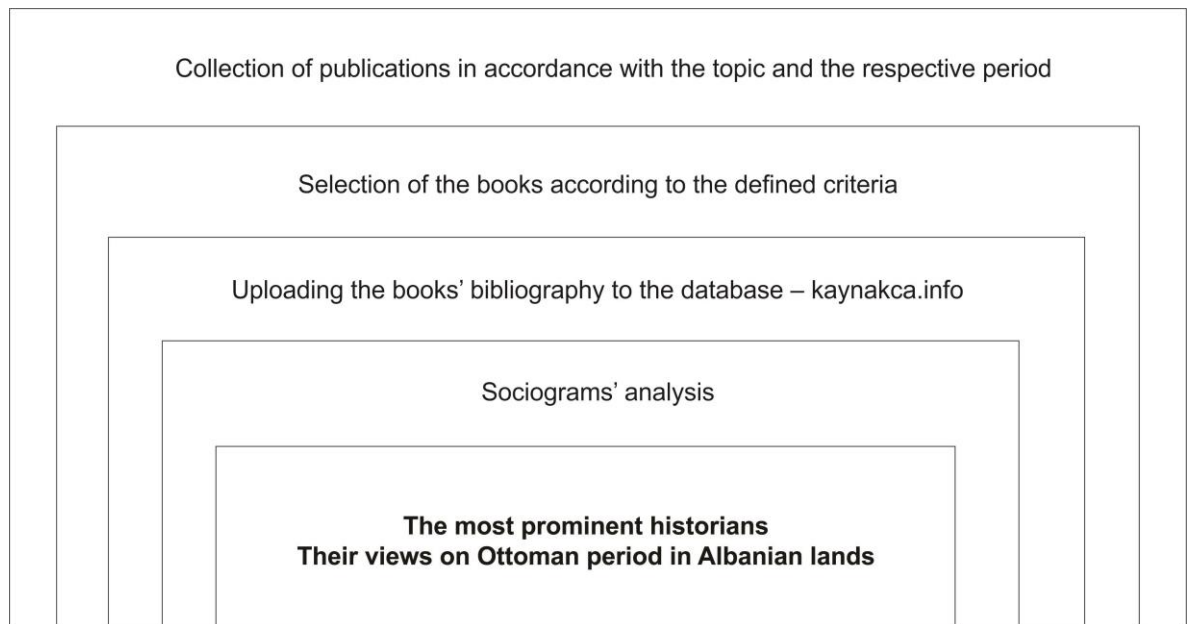 Collection of publications in accordance with the topic and the respective period
Selection of the books according to the defined criteria
Uploading the books’ bibliography to the database – kaynakca.info
Sociograms’ analysis
The most prominent historians
Their views on Ottoman period in Albanian lands